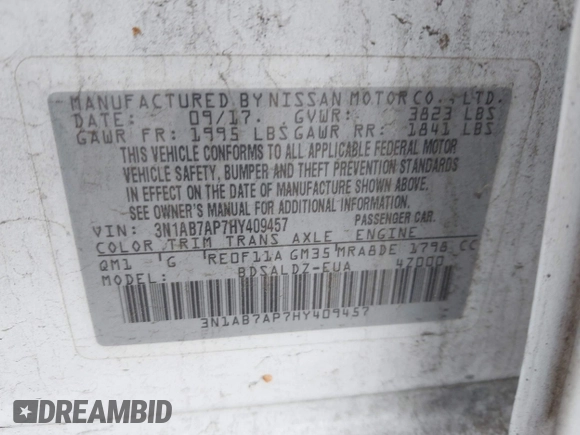 MANUFACTURED BY NISSAN MOTOR CO., LTD.
DATE: 09/17. GVWR: 3823 LBS
GAWR FR: 1995 LBS GAWR RR: 1841 LBS
THIS VEHICLE CONFORMS TO ALL APPLICABLE FEDERAL MOTOR
VEHICLE SAFETY, BUMPER AND THEFT PREVENTION STANDARDS
IN EFFECT ON THE DATE OF MANUFACTURE SHOWN ABOVE.
SEE OWNER'S MANUAL FOR ADDITIONAL INFORMATION.
VIN: 3N1AB7AP7HY409457 PASSENGER CAR.
COLOR TRIM TRANS AXLE ENGINE
QM1 G RE0F11A GM35 MRA8DE 1798 CC
MODEL: BDSALDZ-EUA 47000
3N1AB7AP7HY409457
DREAMBID